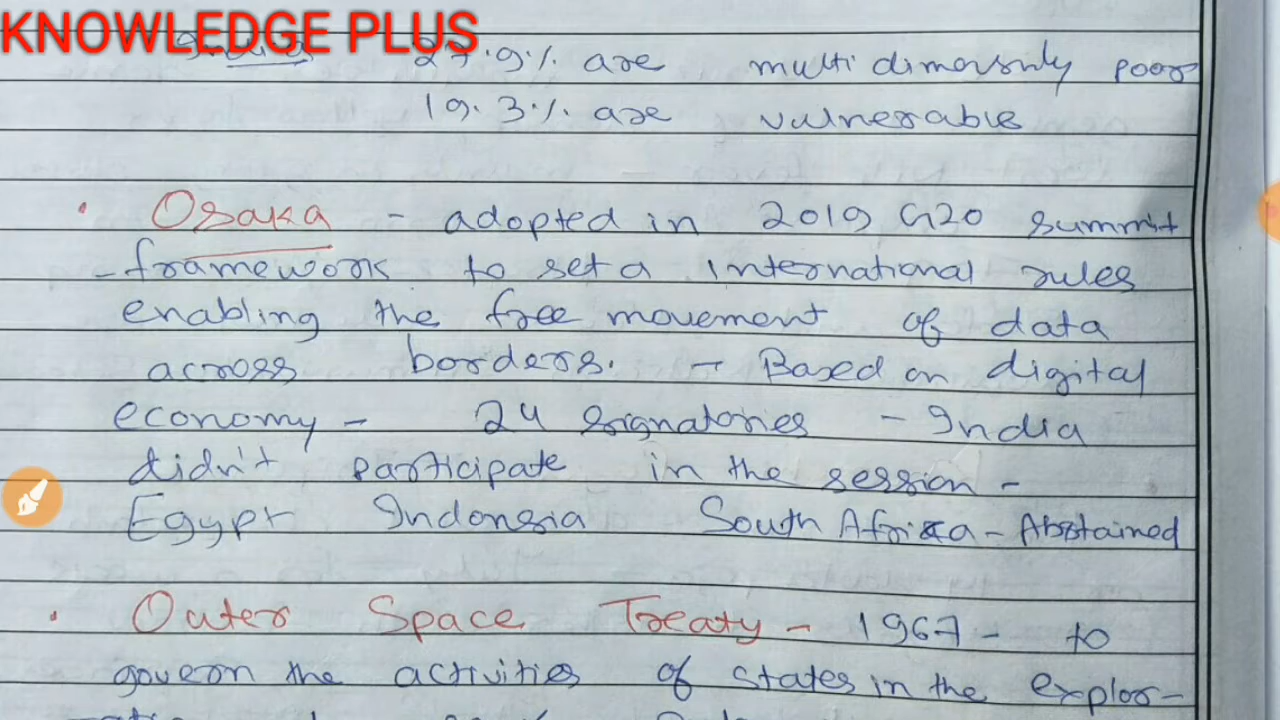 KNOWLEDGE PLUS
India 27.9% are multidimensnly poor
19.3% are vulnerable
• Osaka - adopted in 2019 G20 summit
- framework to set a international rules
enabling the free movement of data
across borders. - Based on digital
economy - 24 signatories - India
didn't participate in the session -
Egypt Indonsia South Africa - Abstained
• Outer Space Treaty - 1967 - to
govern the activities of states in the explor-